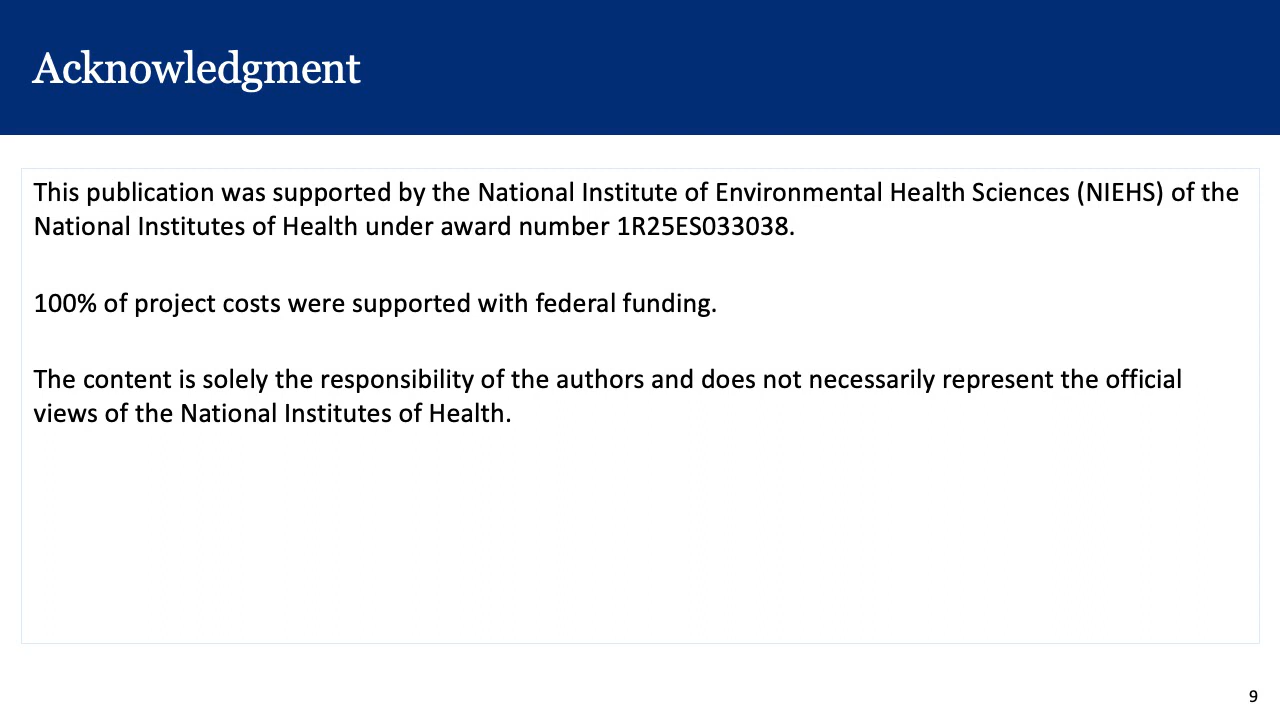 Acknowledgment
This publication was supported by the National Institute of Environmental Health Sciences (NIEHS) of the
National Institutes of Health under award number 1R25ES033038.
100% of project costs were supported with federal funding.
The content is solely the responsibility of the authors and does not necessarily represent the official
views of the National Institutes of Health.
9